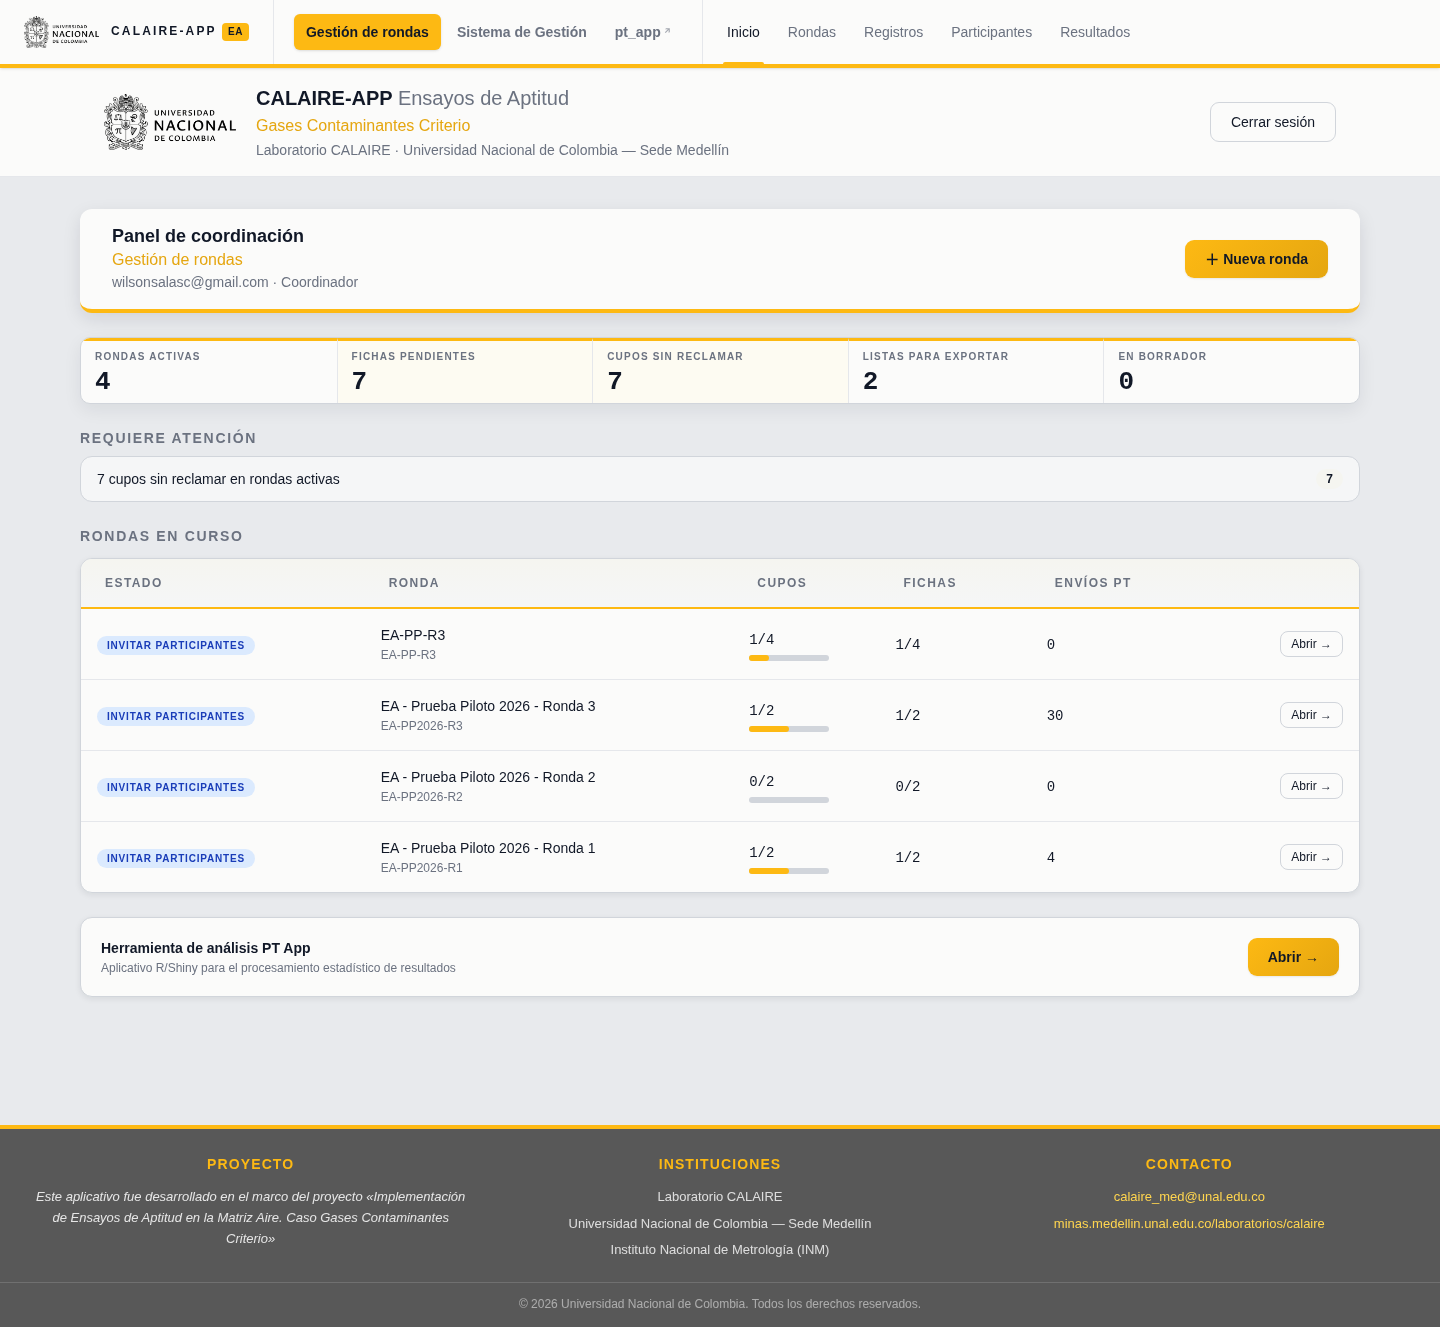 UNIVERSIDAD
NACIONAL
DE COLOMBIA
CALAIRE-APP EA
Gestión de rondas
Sistema de Gestión
pt_app ↗
Inicio
Rondas
Registros
Participantes
Resultados
UNIVERSIDAD
NACIONAL
DE COLOMBIA
CALAIRE-APP Ensayos de Aptitud
Gases Contaminantes Criterio
Laboratorio CALAIRE · Universidad Nacional de Colombia — Sede Medellín
Cerrar sesión
Panel de coordinación
Gestión de rondas
wilsonsalasc@gmail.com · Coordinador
+ Nueva ronda
RONDAS ACTIVAS
4
FICHAS PENDIENTES
7
CUPOS SIN RECLAMAR
7
LISTAS PARA EXPORTAR
2
EN BORRADOR
0
REQUIERE ATENCIÓN
7 cupos sin reclamar en rondas activas 7
RONDAS EN CURSO
ESTADO RONDA CUPOS FICHAS ENVÍOS PT
INVITAR PARTICIPANTES EA-PP-R3 1/4 1/4 0 Abrir →
EA-PP-R3
INVITAR PARTICIPANTES EA - Prueba Piloto 2026 - Ronda 3 1/2 1/2 30 Abrir →
EA-PP2026-R3
INVITAR PARTICIPANTES EA - Prueba Piloto 2026 - Ronda 2 0/2 0/2 0 Abrir →
EA-PP2026-R2
INVITAR PARTICIPANTES EA - Prueba Piloto 2026 - Ronda 1 1/2 1/2 4 Abrir →
EA-PP2026-R1
Herramienta de análisis PT App
Aplicativo R/Shiny para el procesamiento estadístico de resultados
Abrir →
PROYECTO
Este aplicativo fue desarrollado en el marco del proyecto «Implementación
de Ensayos de Aptitud en la Matriz Aire. Caso Gases Contaminantes
Criterio»
INSTITUCIONES
Laboratorio CALAIRE
Universidad Nacional de Colombia — Sede Medellín
Instituto Nacional de Metrología (INM)
CONTACTO
calaire_med@unal.edu.co
minas.medellin.unal.edu.co/laboratorios/calaire
© 2026 Universidad Nacional de Colombia. Todos los derechos reservados.